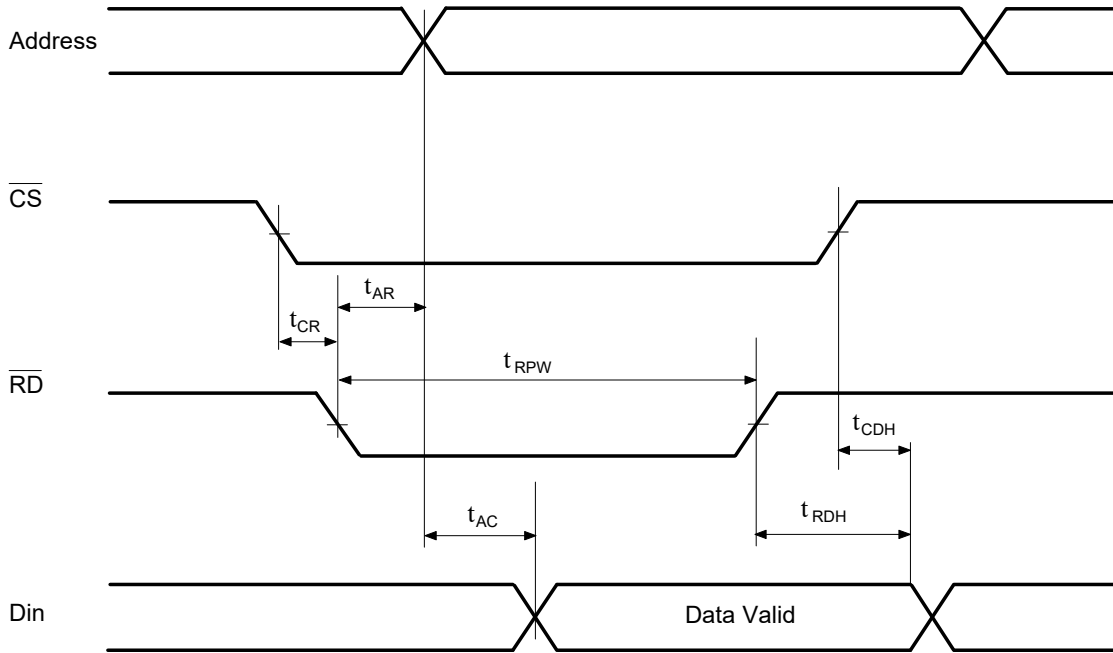 Address
CS
tAR
tCR
tRPW
RD
tCDH
tRDH
tAC
Din
Data Valid